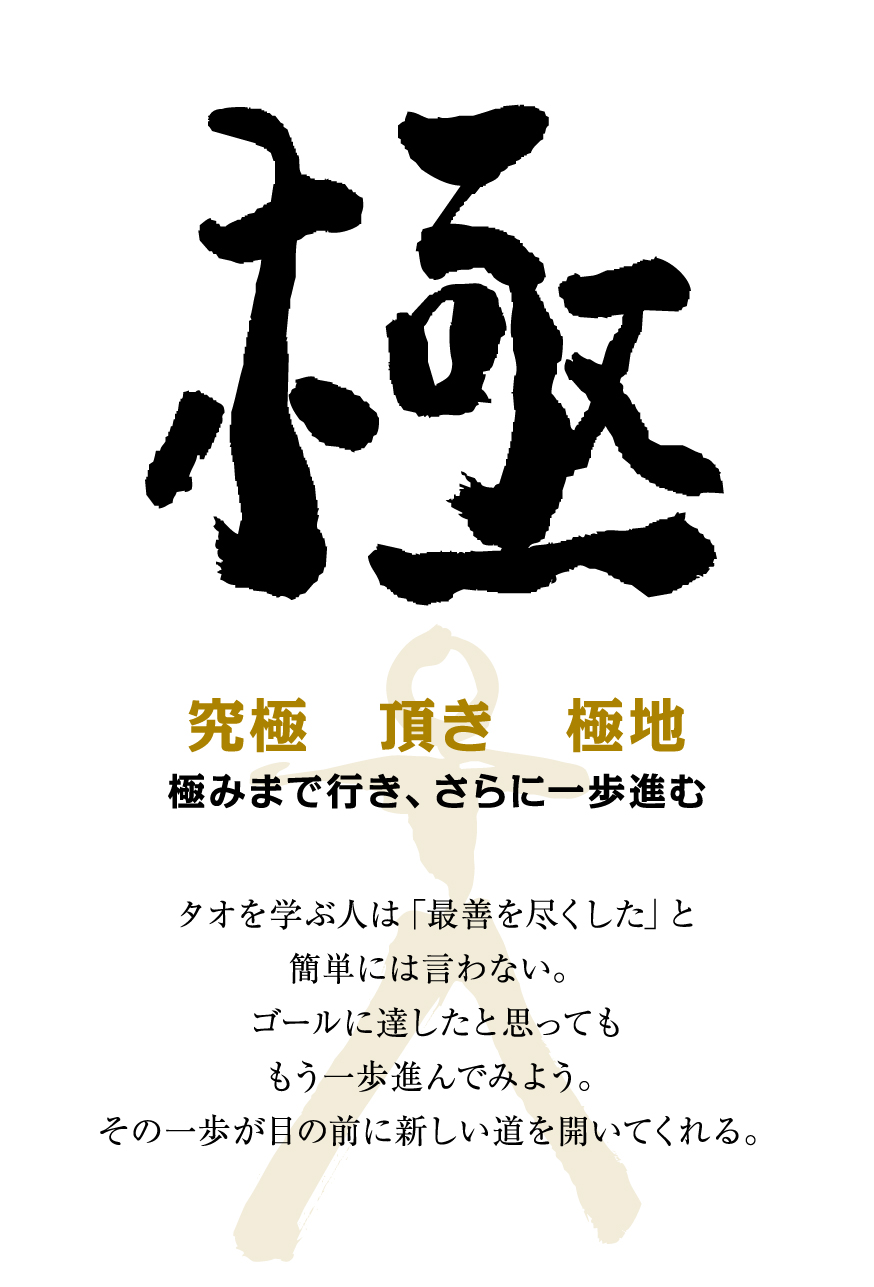 極
究極　頂き　極地
極みまで行き、さらに一歩進む
タオを学ぶ人は「最善を尽くした」と
簡単には言わない。
ゴールに達したと思っても
もう一歩進んでみよう。
その一歩が目の前に新しい道を開いてくれる。